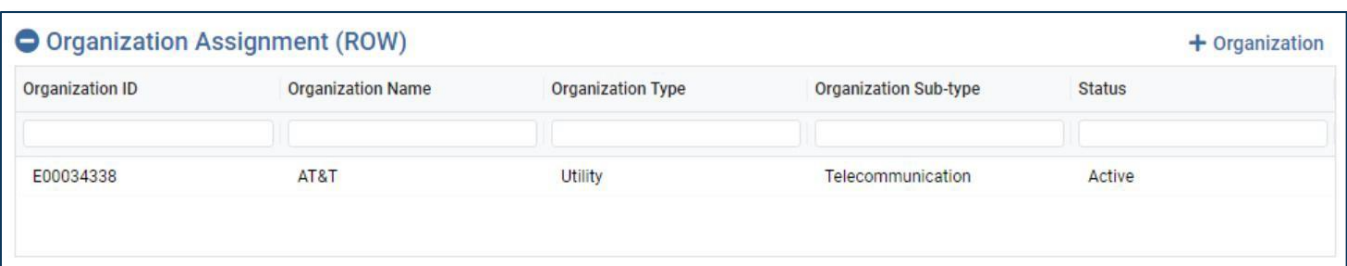 Organization Assignment (ROW) + Organization
Organization ID Organization Name Organization Type Organization Sub-type Status
E00034338 AT&T Utility Telecommunication Active